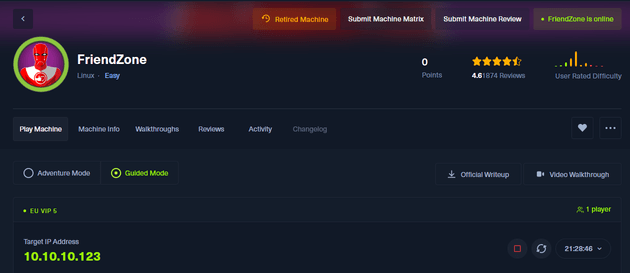 Retired Machine Submit Machine Matrix Submit Machine Review FriendZone is online
FriendZone
Linux · Easy
0
Points
4.6 1874 Reviews
User Rated Difficulty
Play Machine Machine Info Walkthroughs Reviews Activity Changelog
Adventure Mode Guided Mode Official Writeup Video Walkthrough
EU VIP 5 1 player
Target IP Address
10.10.10.123
21:28:46